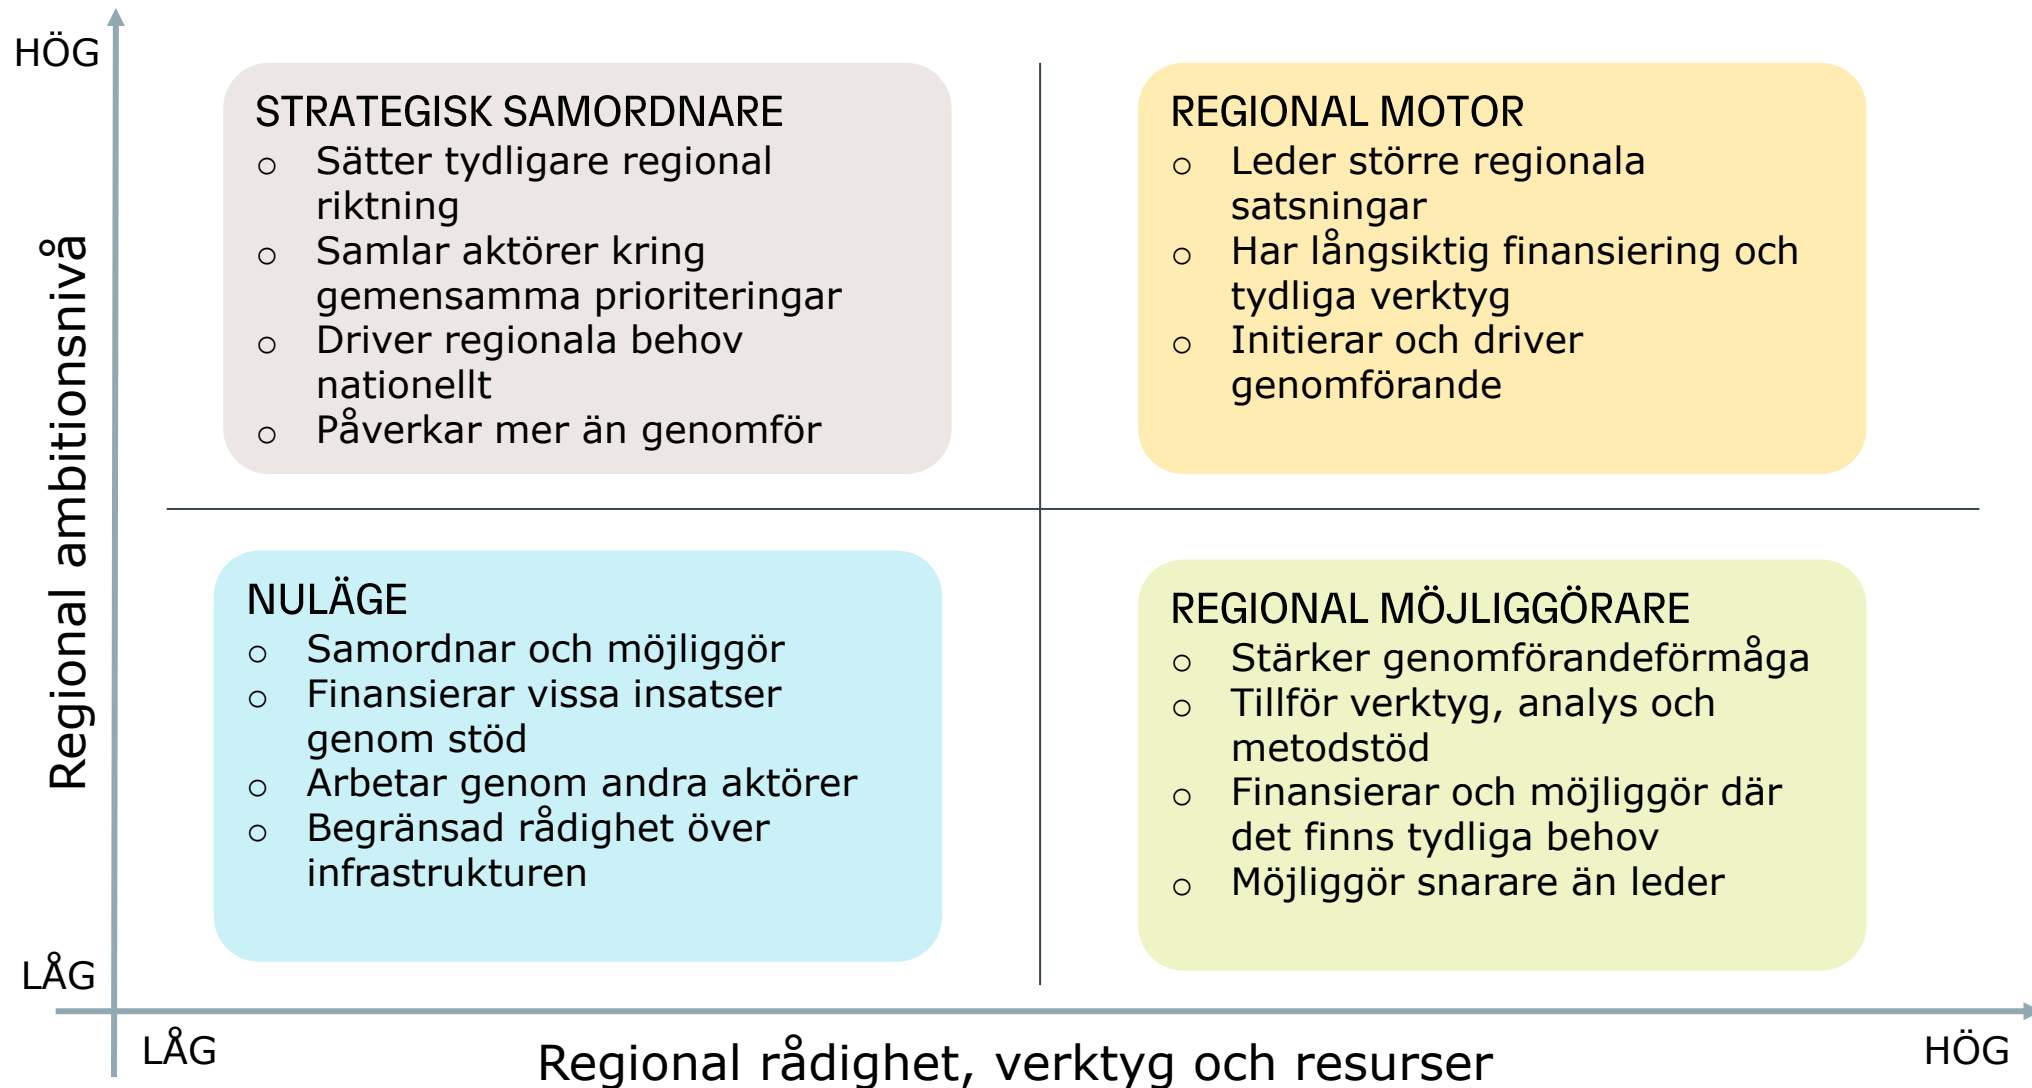 HÖG
Regional ambitionsnivå
LÅG
STRATEGISK SAMORDNARE
o Sätter tydligare regional
riktning
o Samlar aktörer kring
gemensamma prioriteringar
o Driver regionala behov
nationellt
o Påverkar mer än genomför
REGIONAL MOTOR
o Leder större regionala
satsningar
o Har långsiktig finansiering och
tydliga verktyg
o Initierar och driver
genomförande
NULÄGE
o Samordnar och möjliggör
o Finansierar vissa insatser
genom stöd
o Arbetar genom andra aktörer
o Begränsad rådighet över
infrastrukturen
REGIONAL MÖJLIGGÖRARE
o Stärker genomförandeförmåga
o Tillför verktyg, analys och
metodstöd
o Finansierar och möjliggör där
det finns tydliga behov
o Möjliggör snarare än leder
LÅG
Regional rådighet, verktyg och resurser
HÖG